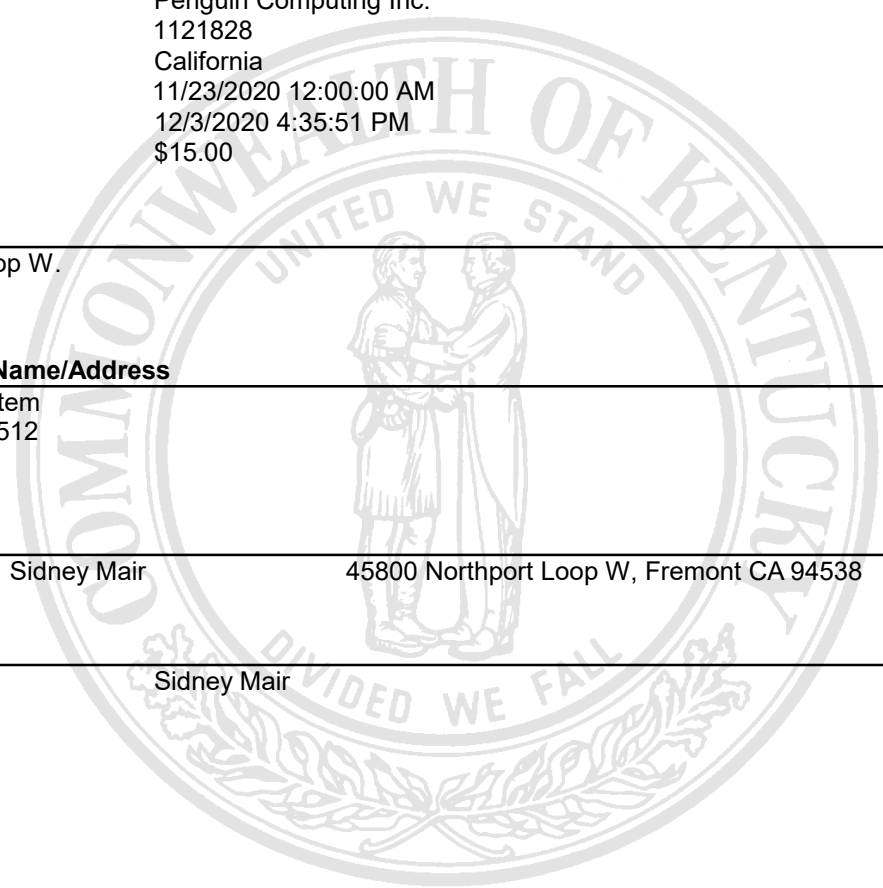 Penguin Computing Inc.
1121828
California
11/23/2020 12:00:00 AM
12/3/2020 4:35:51 PM
$15.00
COMMONWEALTH OF KENTUCKY
UNITED WE STAND
op W.
Name/Address
tem
512
Sidney Mair 45800 Northport Loop W, Fremont CA 94538
Sidney Mair
DIVIDED WE FALL